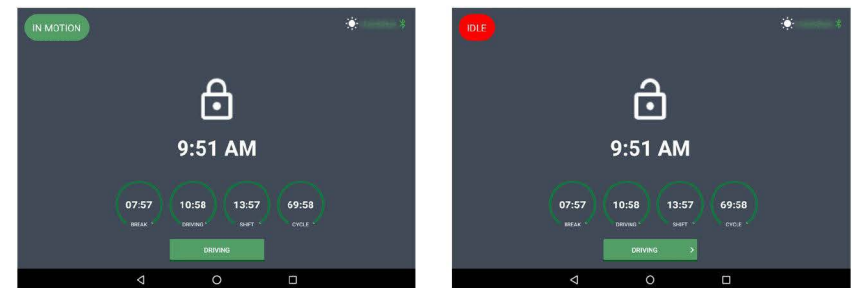 IN MOTION
9:51 AM
07:57 10:58 13:57 69:58
BREAK DRIVING SHIFT CYCLE
DRIVING
IDLE
9:51 AM
07:57 10:58 13:57 69:58
BREAK DRIVING SHIFT CYCLE
DRIVING >